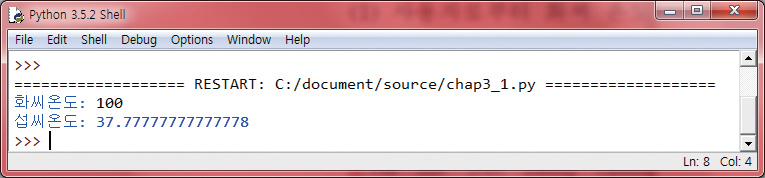 Python 3.5.2 Shell
File Edit Shell Debug Options Window Help
>>>
=================== RESTART: C:/document/source/chap3_1.py ===================
화씨온도: 100
섭씨온도: 37.77777777777778
>>>
Ln: 8 Col: 4